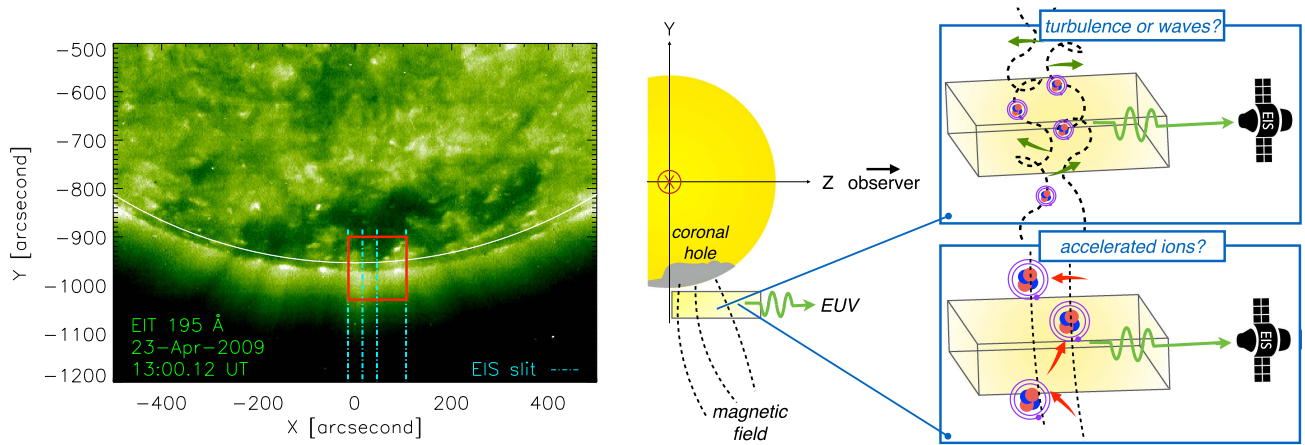 -500
-600
-700
-800
-900
-1000
-1100
-1200
Y [arcsecond]
EIT 195 Å
23-Apr-2009
13:00.12 UT
EIS slit
-400
-200
0
200
400
X [arcsecond]
Y
Z
observer
coronal
hole
EUV
magnetic
field
turbulence or waves?
EIS
accelerated ions?
EIS